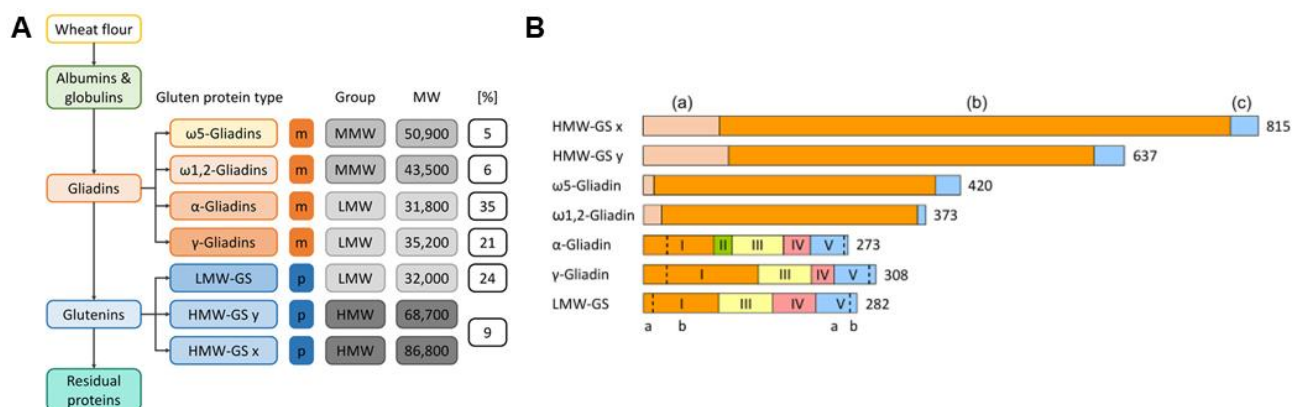 A
Wheat flour
Albumins &
globulins
Gluten protein type Group MW [%]
ω5-Gliadins m MMW 50,900 5
ω1,2-Gliadins m MMW 43,500 6
Gliadins
α-Gliadins m LMW 31,800 35
γ-Gliadins m LMW 35,200 21
LMW-GS p LMW 32,000 24
Glutenins
HMW-GS y p HMW 68,700
9
HMW-GS x p HMW 86,800
Residual
proteins
B
(a) (b) (c)
HMW-GS x 815
HMW-GS y 637
ω5-Gliadin 420
ω1,2-Gliadin 373
α-Gliadin I II III IV V 273
γ-Gliadin I III IV V 308
LMW-GS I III IV V 282
a b a b